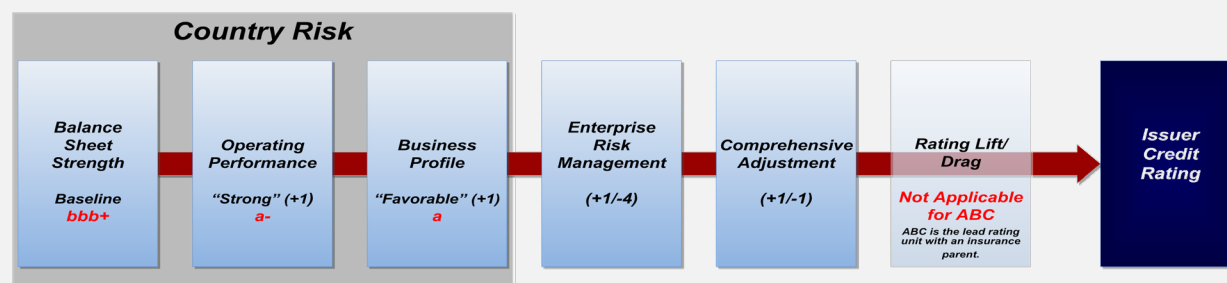 Country Risk
Balance
Sheet
Strength
Baseline
bbb+
Operating
Performance
“Strong” (+1)
a-
Business
Profile
“Favorable” (+1)
a
Enterprise
Risk
Management
(+1/-4)
Comprehensive
Adjustment
(+1/-1)
Rating Lift/
Drag
Not Applicable
for ABC
ABC is the lead rating
unit with an insurance
parent.
Issuer
Credit
Rating